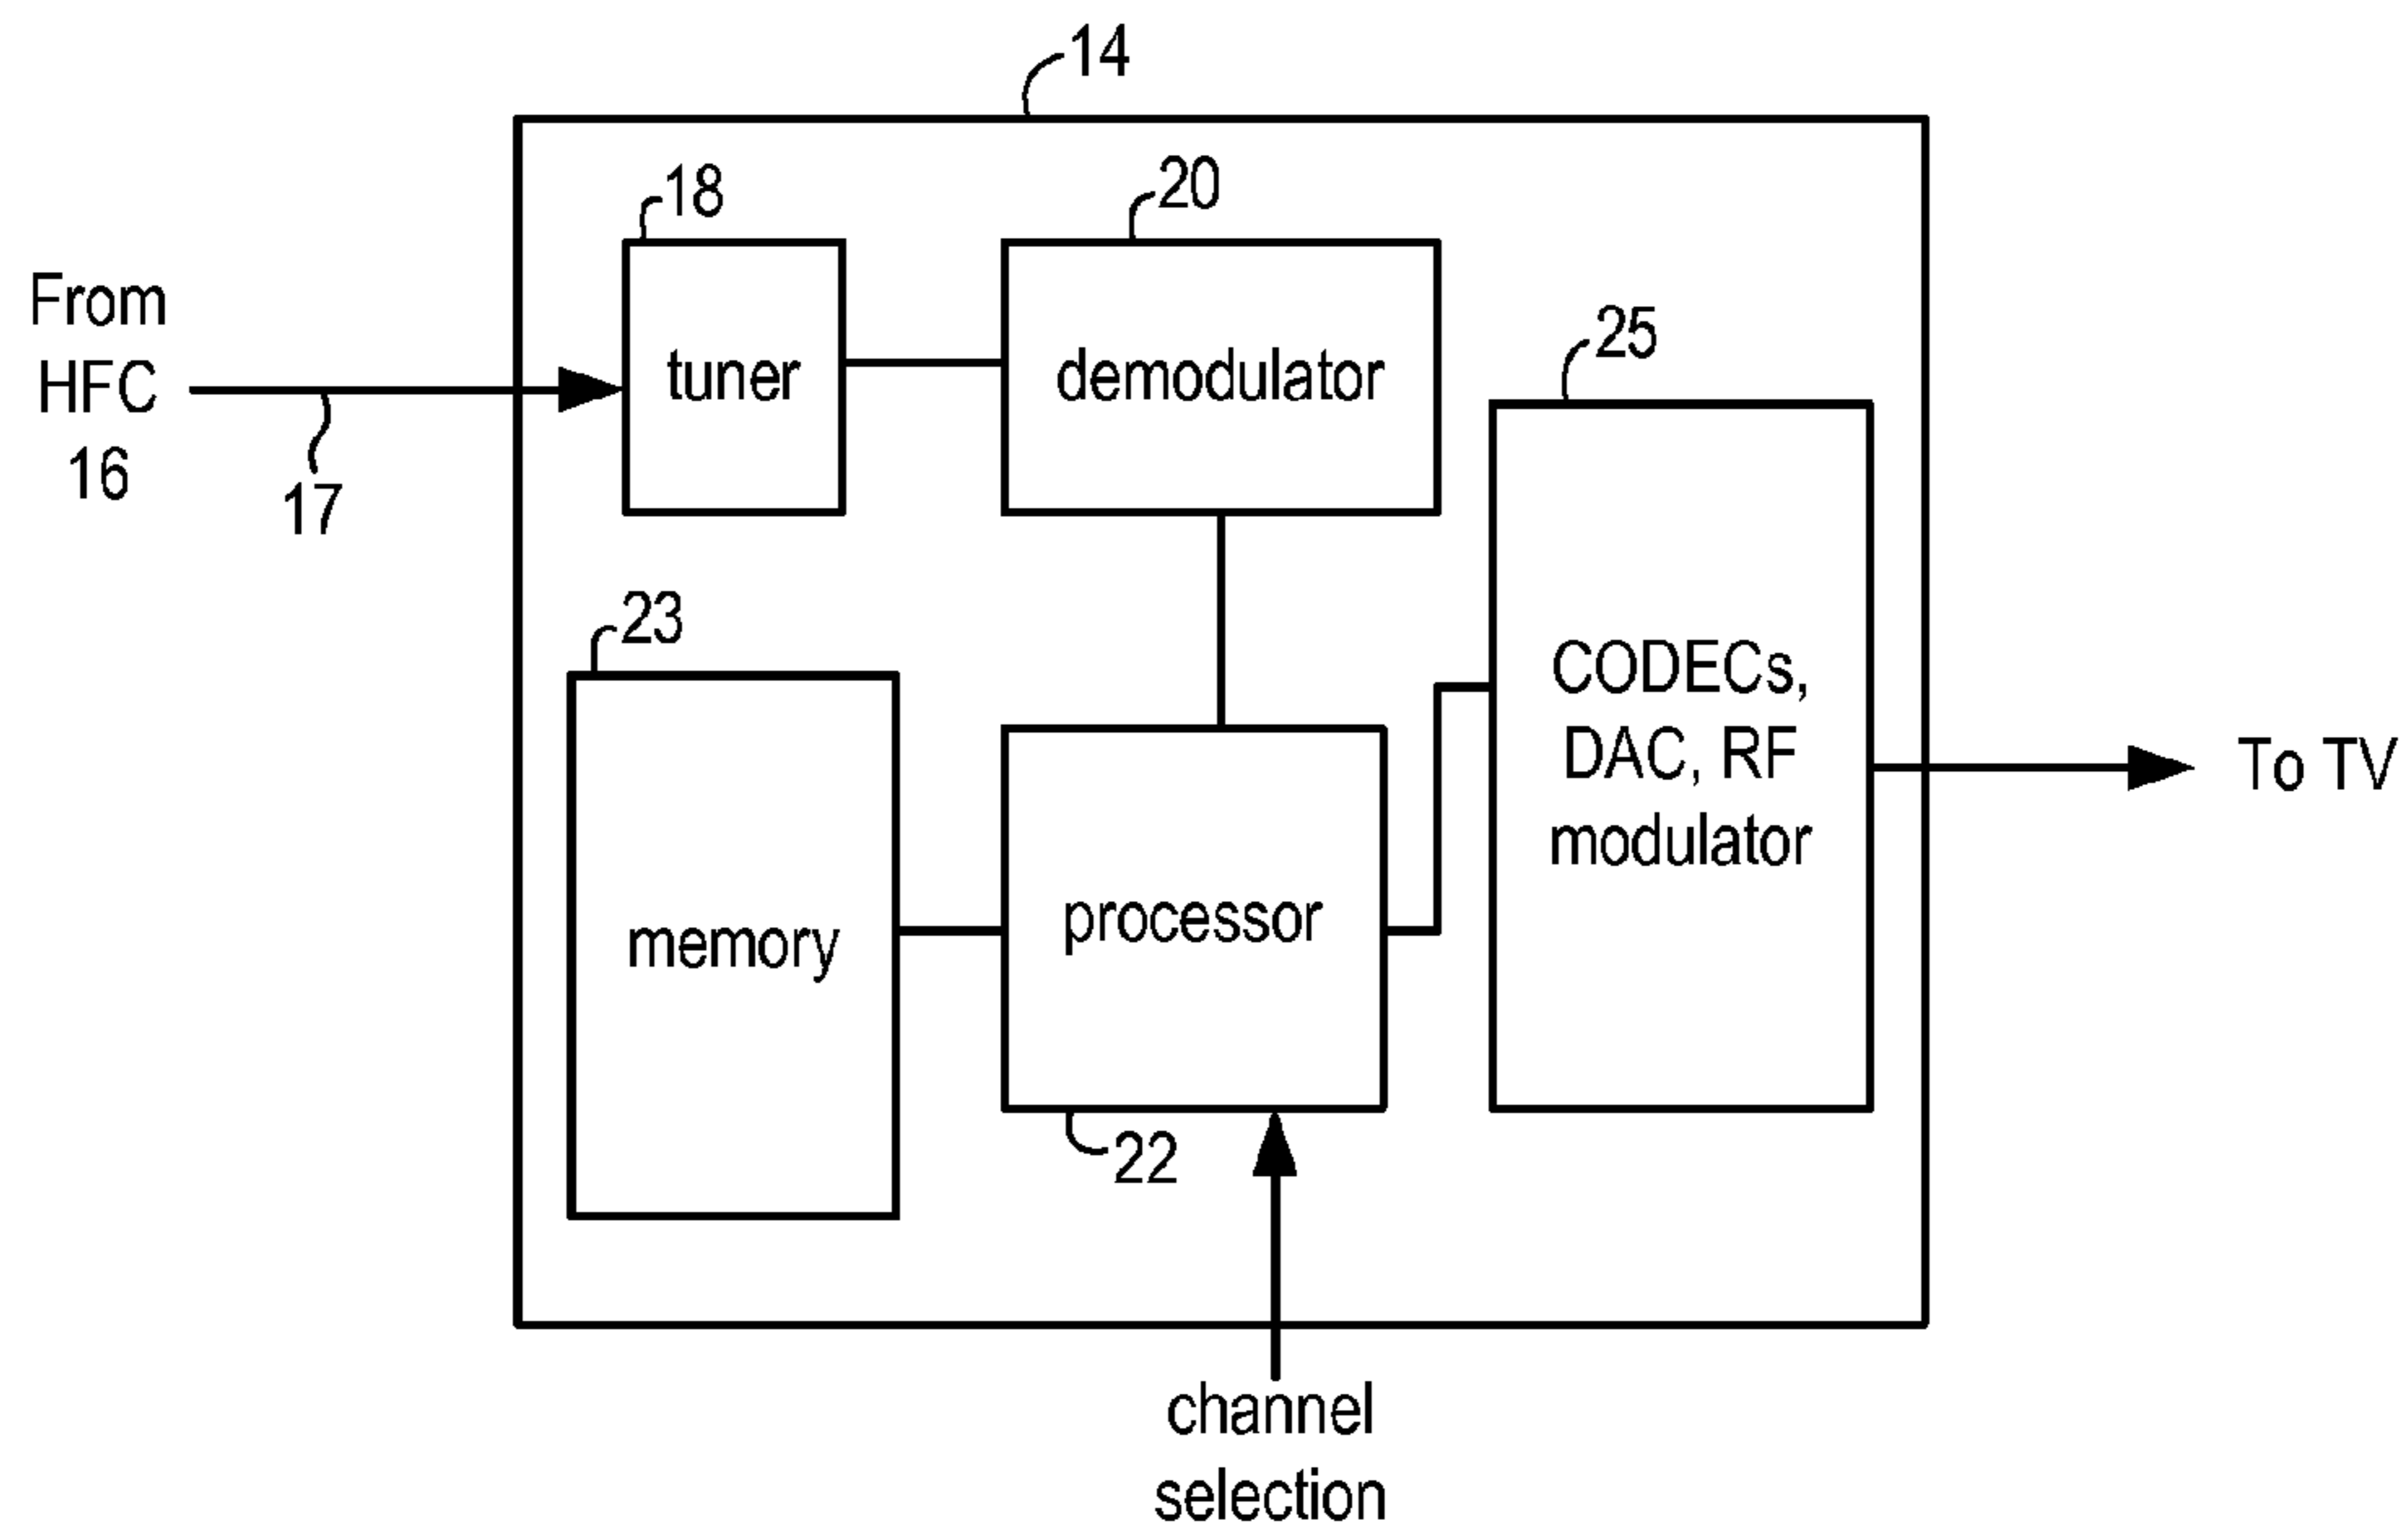 14
18
20
From
HFC
16
17
tuner
demodulator
25
23
memory
processor
CODECs,
DAC, RF
modulator
To TV
22
channel
selection